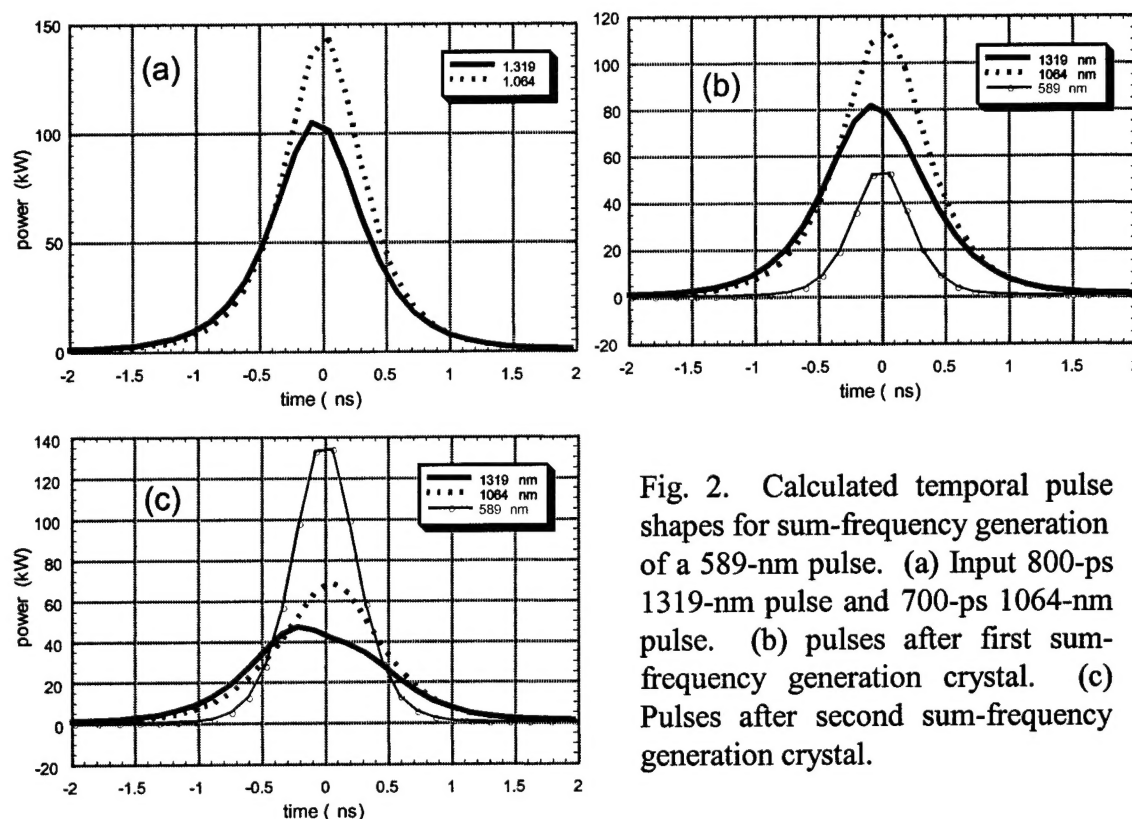 (a)
1.319
1.064
150
100
50
0
power (kW)
-2 -1.5 -1 -0.5 0 0.5 1 1.5 2
time ( ns)
(b)
1319 nm
1064 nm
589 nm
120
100
80
60
40
20
0
-20
-2 -1.5 -1 -0.5 0 0.5 1 1.5 2
time ( ns)
(c)
1319 nm
1064 nm
589 nm
140
120
100
80
60
40
20
0
-20
power (kW)
-2 -1.5 -1 -0.5 0 0.5 1 1.5 2
time ( ns)
Fig. 2. Calculated temporal pulse
shapes for sum-frequency generation
of a 589-nm pulse. (a) Input 800-ps
1319-nm pulse and 700-ps 1064-nm
pulse. (b) pulses after first sum-
frequency generation crystal. (c)
Pulses after second sum-frequency
generation crystal.